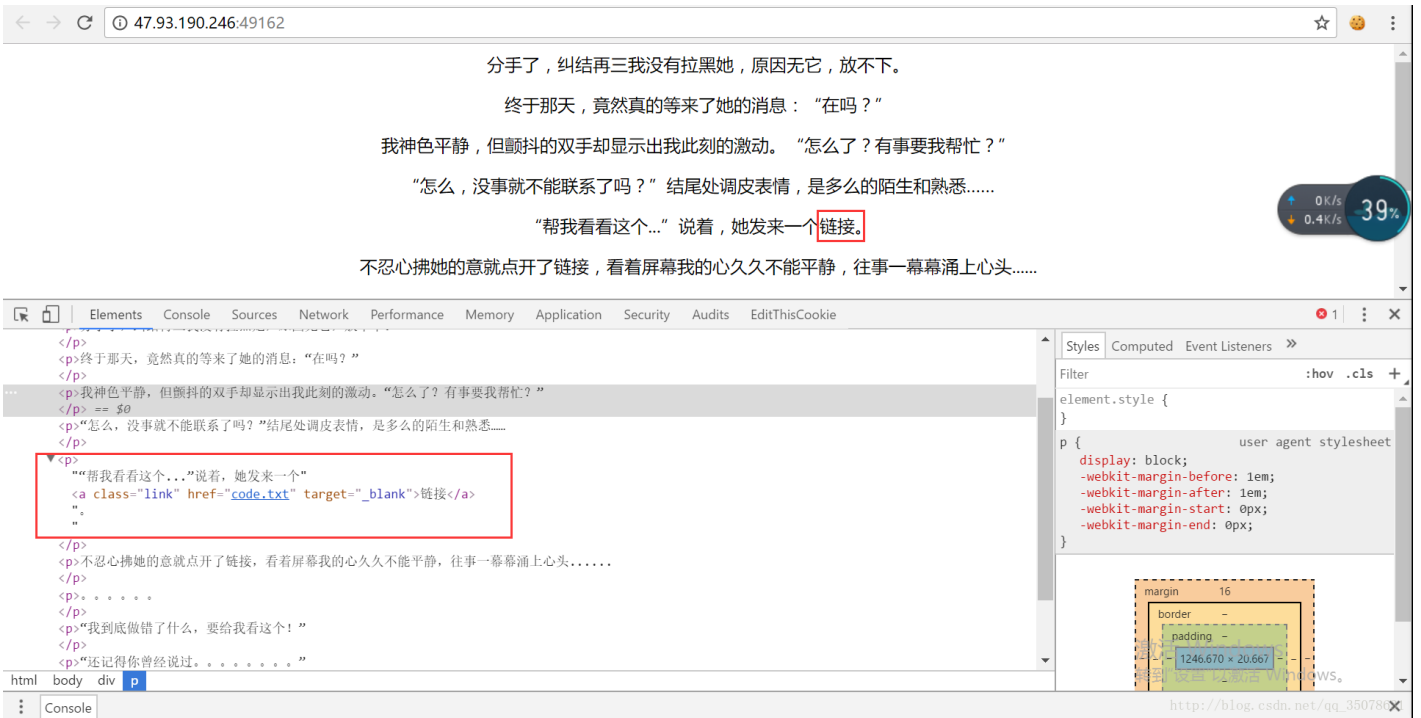 47.93.190.246:49162
分手了，纠结再三我没有拉黑她，原因无它，放不下。
终于那天，竟然真的等来了她的消息：“在吗？”
我神色平静，但颤抖的双手却显示出我此刻的激动。“怎么了？有事要我帮忙？”
“怎么，没事就不能联系了吗？”结尾处调皮表情，是多么的陌生和熟悉......
“帮我看看这个...”说着，她发来一个链接。
不忍心拂她的意就点开了链接，看着屏幕我的心久久不能平静，往事一幕幕涌上心头......
0K/s
0.4K/s
39%
Elements Console Sources Network Performance Memory Application Security Audits EditThisCookie 1
</p>
<p>终于那天，竟然真的等来了她的消息：“在吗？”
</p>
<p>我神色平静，但颤抖的双手却显示出我此刻的激动。“怎么了？有事要我帮忙？”
</p> == $0
<p>“怎么，没事就不能联系了吗？”结尾处调皮表情，是多么的陌生和熟悉......
</p>
▼<p>
"“帮我看看这个...”说着，她发来一个"
<a class="link" href="code.txt" target="_blank">链接</a>
"。
"
</p>
<p>不忍心拂她的意就点开了链接，看着屏幕我的心久久不能平静，往事一幕幕涌上心头......
</p>
<p>。。。。。。
</p>
<p>“我到底做错了什么，要给我看这个！”
</p>
<p>“还记得你曾经说过。。。。。。。。”
html body div p
Console
Styles Computed Event Listeners »
Filter :hov .cls +
element.style {
}
p { user agent stylesheet
display: block;
-webkit-margin-before: 1em;
-webkit-margin-after: 1em;
-webkit-margin-start: 0px;
-webkit-margin-end: 0px;
}
margin 16
border -
padding -
1246.670 × 20.667
激活 Windows
转到"设置"以激活 Windows。